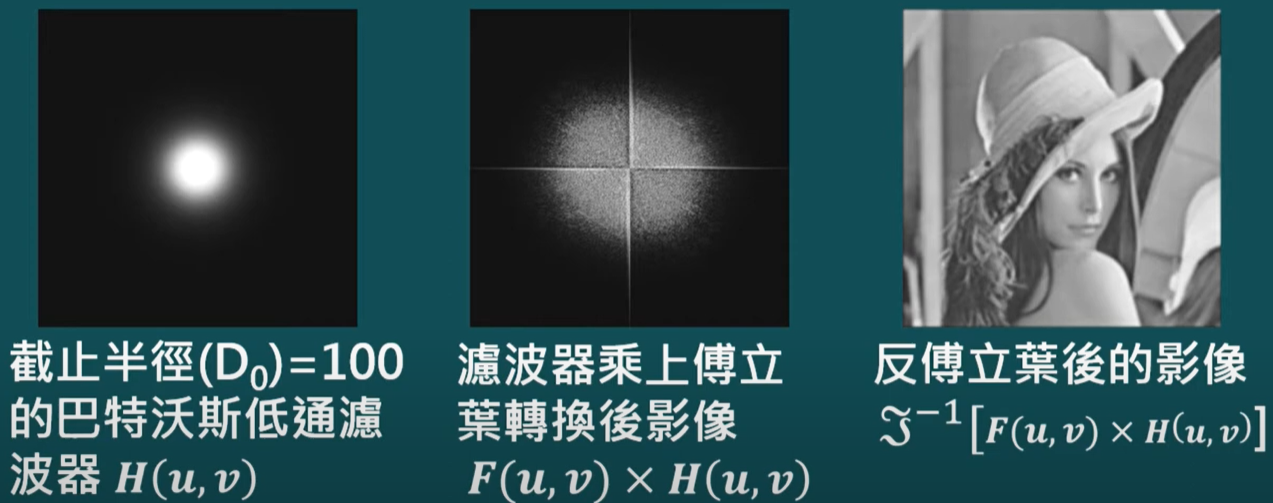 截止半徑(D₀)=100
的巴特沃斯低通濾
波器 H(u,v)
濾波器乘上傅立
葉轉換後影像
F(u,v) × H(u,v)
反傅立葉後的影像
ℑ⁻¹[F(u,v) × H(u,v)]